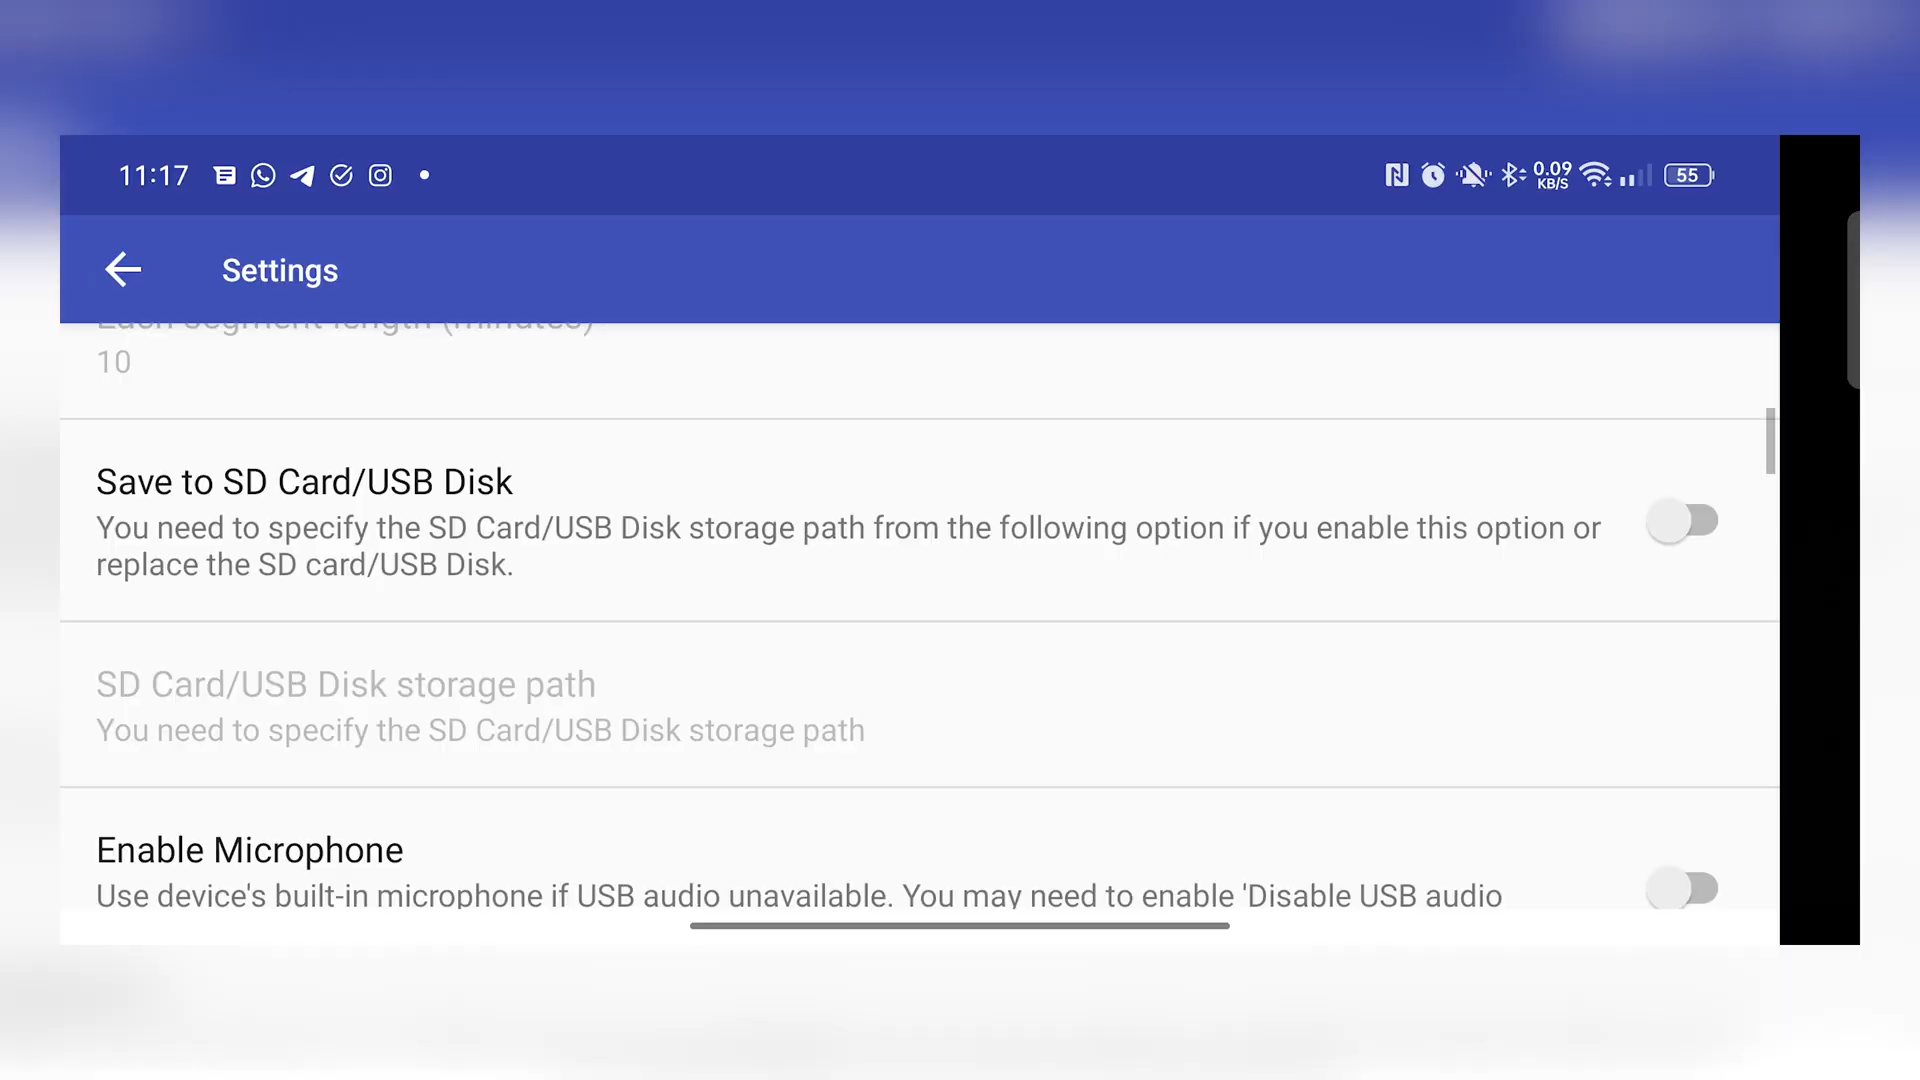 11:17
0.09
KB/S
55
Settings
Each segment length (minutes)
10
Save to SD Card/USB Disk
You need to specify the SD Card/USB Disk storage path from the following option if you enable this option or
replace the SD card/USB Disk.
SD Card/USB Disk storage path
You need to specify the SD Card/USB Disk storage path
Enable Microphone
Use device's built-in microphone if USB audio unavailable. You may need to enable 'Disable USB audio